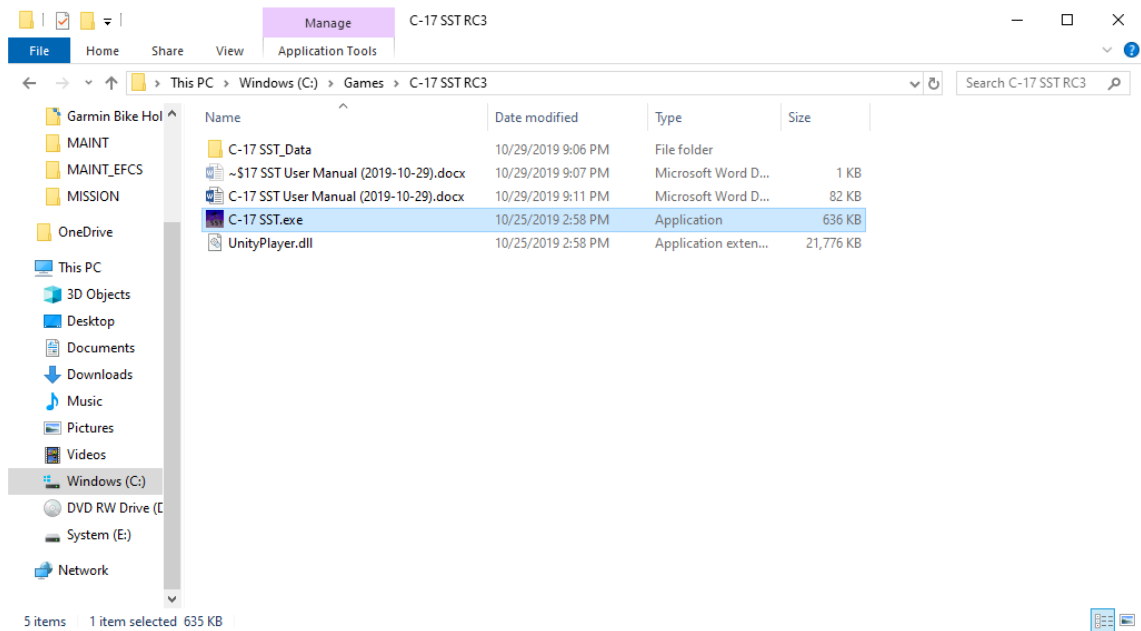 Manage
C-17 SST RC3
File
Home
Share
View
Application Tools
This PC > Windows (C:) > Games > C-17 SST RC3
Search C-17 SST RC3
Garmin Bike Hol
MAINT
MAINT_EFCS
MISSION
OneDrive
This PC
3D Objects
Desktop
Documents
Downloads
Music
Pictures
Videos
Windows (C:)
DVD RW Drive (D
System (E:)
Network
Name Date modified Type Size
C-17 SST_Data 10/29/2019 9:06 PM File folder
~$17 SST User Manual (2019-10-29).docx 10/29/2019 9:07 PM Microsoft Word D... 1 KB
C-17 SST User Manual (2019-10-29).docx 10/29/2019 9:11 PM Microsoft Word D... 82 KB
C-17 SST.exe 10/25/2019 2:58 PM Application 636 KB
UnityPlayer.dll 10/25/2019 2:58 PM Application exten... 21,776 KB
5 items 1 item selected 635 KB